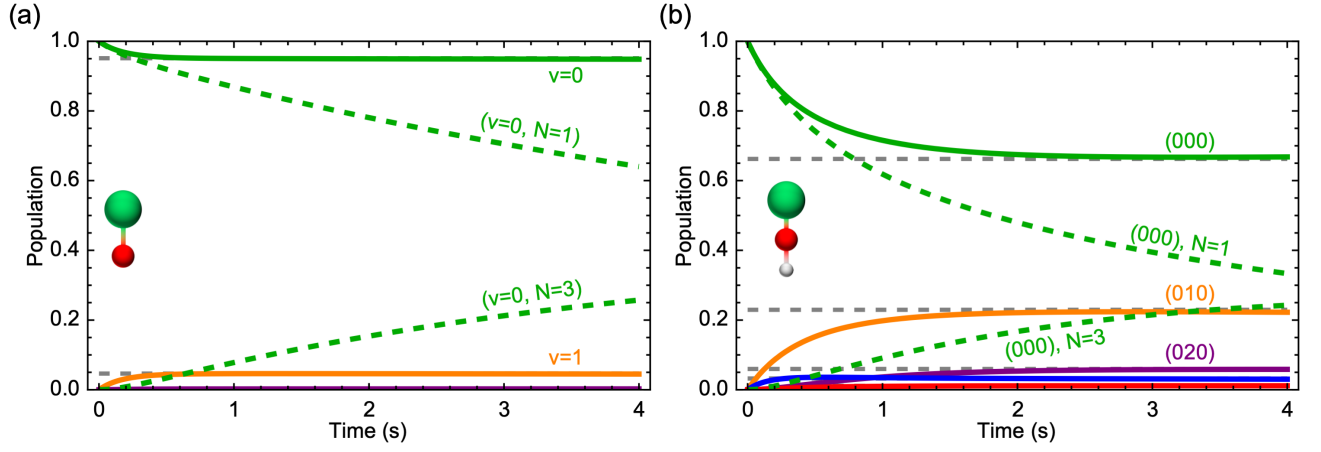 (a)
Population
1.0
0.8
0.6
0.4
0.2
0.0
v=0
(v=0, N=1)
(v=0, N=3)
v=1
0
1
2
3
4
Time (s)
(b)
Population
1.0
0.8
0.6
0.4
0.2
0.0
(000)
(000), N=1
(010)
(000), N=3
(020)
0
1
2
3
4
Time (s)